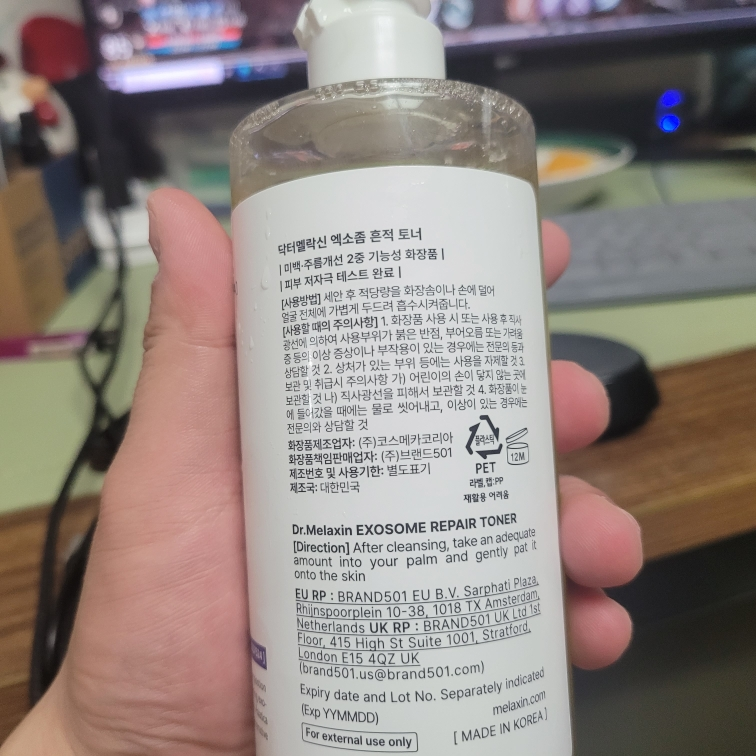 닥터멜락신 엑소좀 흔적 토너
| 미백·주름개선 2중 기능성 화장품 |
| 피부 저자극 테스트 완료 |
[사용방법] 세안 후 적당량을 화장솜이나 손에 덜어
얼굴 전체에 가볍게 두드려 흡수시켜줍니다.
[사용할 때의 주의사항] 1. 화장품 사용 시 또는 사용 후 직사
광선에 의하여 사용부위가 붉은 반점, 부어오름 또는 가려움
증 등의 이상 증상이나 부작용이 있는 경우에는 전문의 등과
상담할 것 2. 상처가 있는 부위 등에는 사용을 자제할 것 3.
보관 및 취급시 주의사항 가) 어린이의 손이 닿지 않는 곳에
보관할 것 나) 직사광선을 피해서 보관할 것 4. 화장품이 눈
에 들어갔을 때에는 물로 씻어내고, 이상이 있는 경우에는
전문의와 상담할 것
화장품제조업자: (주)코스메카코리아
화장품책임판매업자: (주)브랜드501
제조번호 및 사용기한: 별도표기
제조국: 대한민국
플라스틱
PET
라벨,캡:PP
재활용 어려움
12M
Dr.Melaxin EXOSOME REPAIR TONER
[Direction] After cleansing, take an adequate
amount into your palm and gently pat it
onto the skin
EU RP : BRAND501 EU B.V. Sarphati Plaza,
Rhijnspoorplein 10-38, 1018 TX Amsterdam,
Netherlands UK RP : BRAND501 UK Ltd 1st
Floor, 415 High St Suite 1001, Stratford,
London E15 4QZ UK
(brand501.us@brand501.com)
Expiry date and Lot No. Separately indicated
(Exp YYMMDD)
melaxin.com
For external use only
[ MADE IN KOREA ]